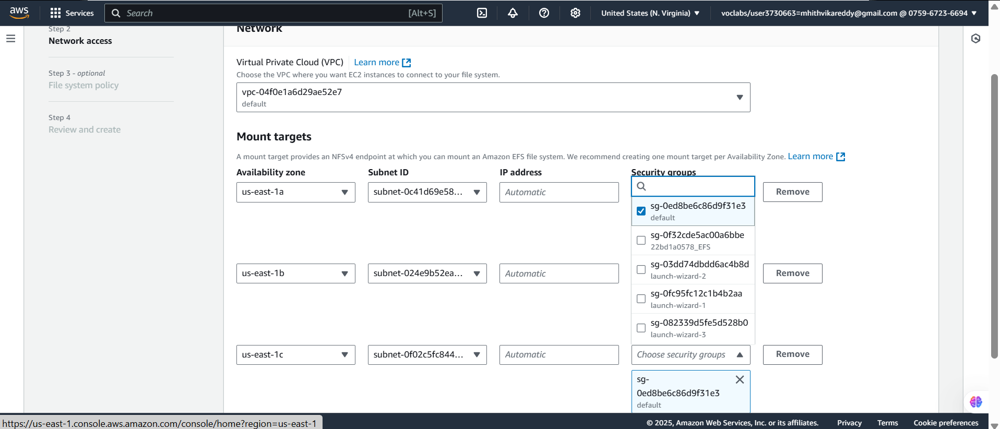 aws
Services
Search
[Alt+S]
United States (N. Virginia)
voclabs/user3730663=mhithvikareddy@gmail.com @ 0759-6723-6694
Step 2
Network access
Step 3 - optional
File system policy
Step 4
Review and create
Network
Virtual Private Cloud (VPC)
Learn more
Choose the VPC where you want EC2 instances to connect to your file system.
vpc-04f0e1a6d29ae52e7
default
Mount targets
A mount target provides an NFSv4 endpoint at which you can mount an Amazon EFS file system. We recommend creating one mount target per Availability Zone. Learn more
Availability zone
Subnet ID
IP address
Security groups
us-east-1a
subnet-0c41d69e58...
Automatic
Remove
sg-0ed8be6c86d9f31e3
default
sg-0f32cde5ac00a6bbe
22bd1a0578_EFS
us-east-1b
subnet-024e9b52ea...
Automatic
sg-03dd74dbdd6ac4b8d
launch-wizard-2
Remove
sg-0fc95fc12c1b4b2aa
launch-wizard-1
sg-082339d5fe5d528b0
launch-wizard-3
us-east-1c
subnet-0f02c5fc844...
Automatic
Choose security groups
Remove
sg-
0ed8be6c86d9f31e3
default
https://us-east-1.console.aws.amazon.com/console/home?region=us-east-1
© 2025, Amazon Web Services, Inc. or its affiliates.
Privacy
Terms
Cookie preferences